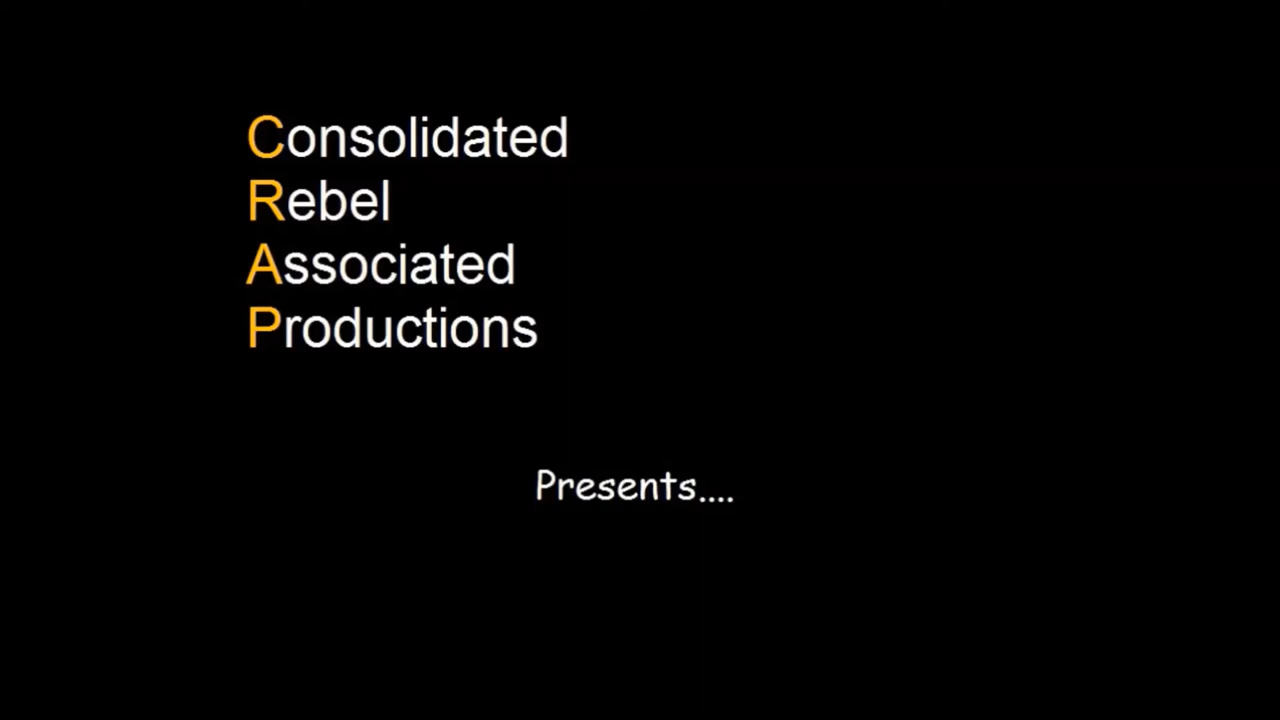 Consolidated
Rebel
Associated
Productions
Presents....